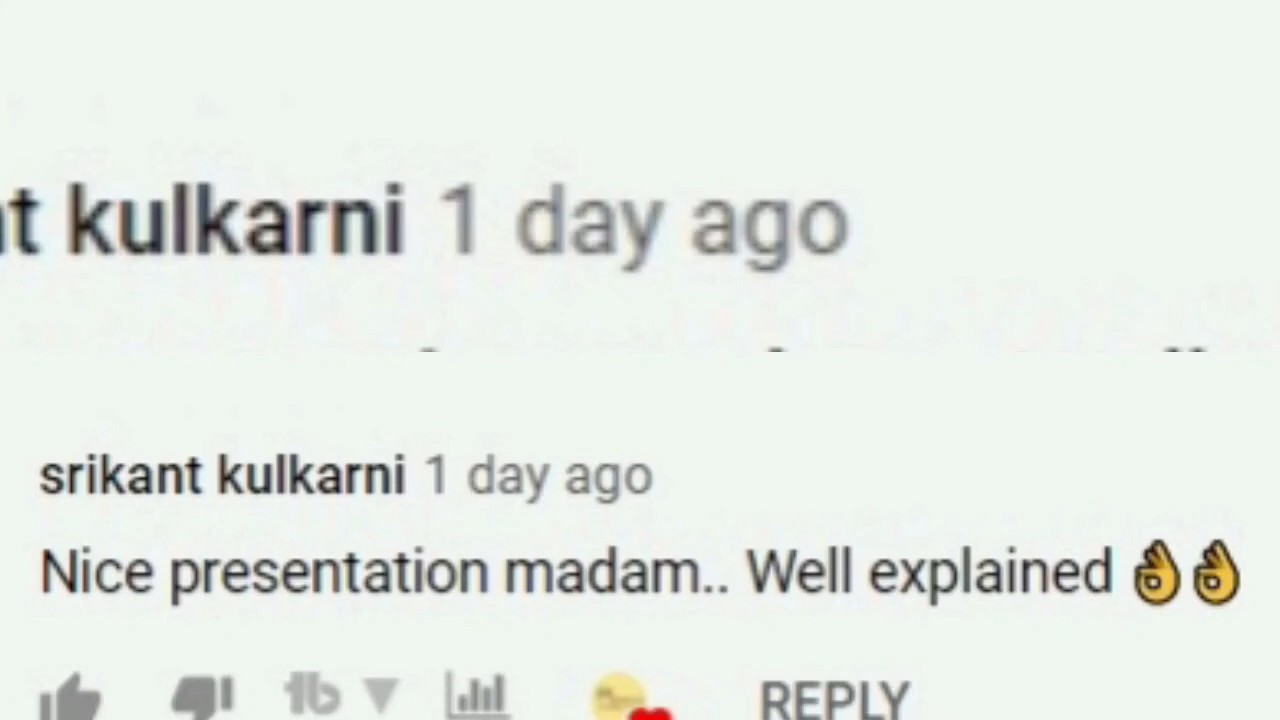 t kulkarni 1 day ago
srikant kulkarni 1 day ago
Nice presentation madam.. Well explained 👌👌
REPLY